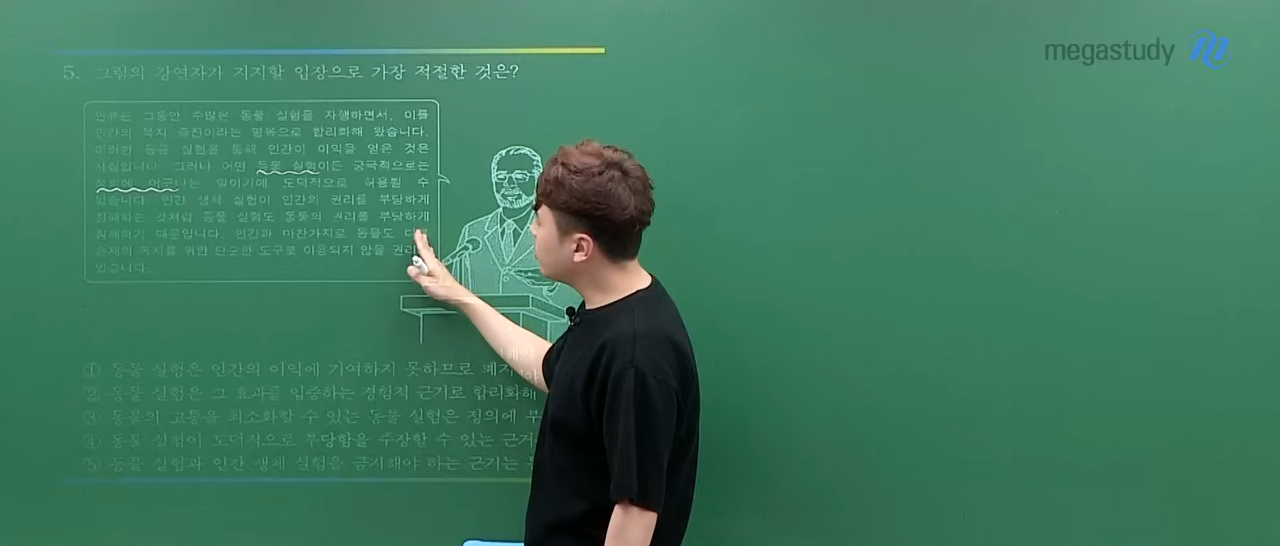 megastudy
5. 그림의 강연자가 지지할 입장으로 가장 적절한 것은?
인류는 그동안 수많은 동물 실험을 자행하면서, 이를
인간의 복지 증진이라는 명목으로 합리화해 왔습니다.
이러한 동물 실험을 통해 인간이 이익을 얻은 것은
사실입니다. 그러나 어떤 동물 실험이든 궁극적으로는
정의에 어긋나는 일이기에 도덕적으로 허용될 수
없습니다. 인간 생체 실험이 인간의 권리를 부당하게
침해하는 것처럼 동물 실험도 동물의 권리를 부당하게
침해하기 때문입니다. 인간과 마찬가지로 동물도
존재의 복지를 위한 단순한 도구로 이용되지 않을
있습니다.
① 동물 실험은 인간의 이익에 기여하지 못하므로
② 동물 실험은 그 효과를 입증하는 경험적 근거로 합리화해
③ 동물의 고통을 최소화할 수 있는 동물 실험은 정의에
④ 동물 실험이 도덕적으로 부당함을 주장할 수 있는
⑤ 동물 실험과 인간 생체 실험을 금지해야 하는 근거는